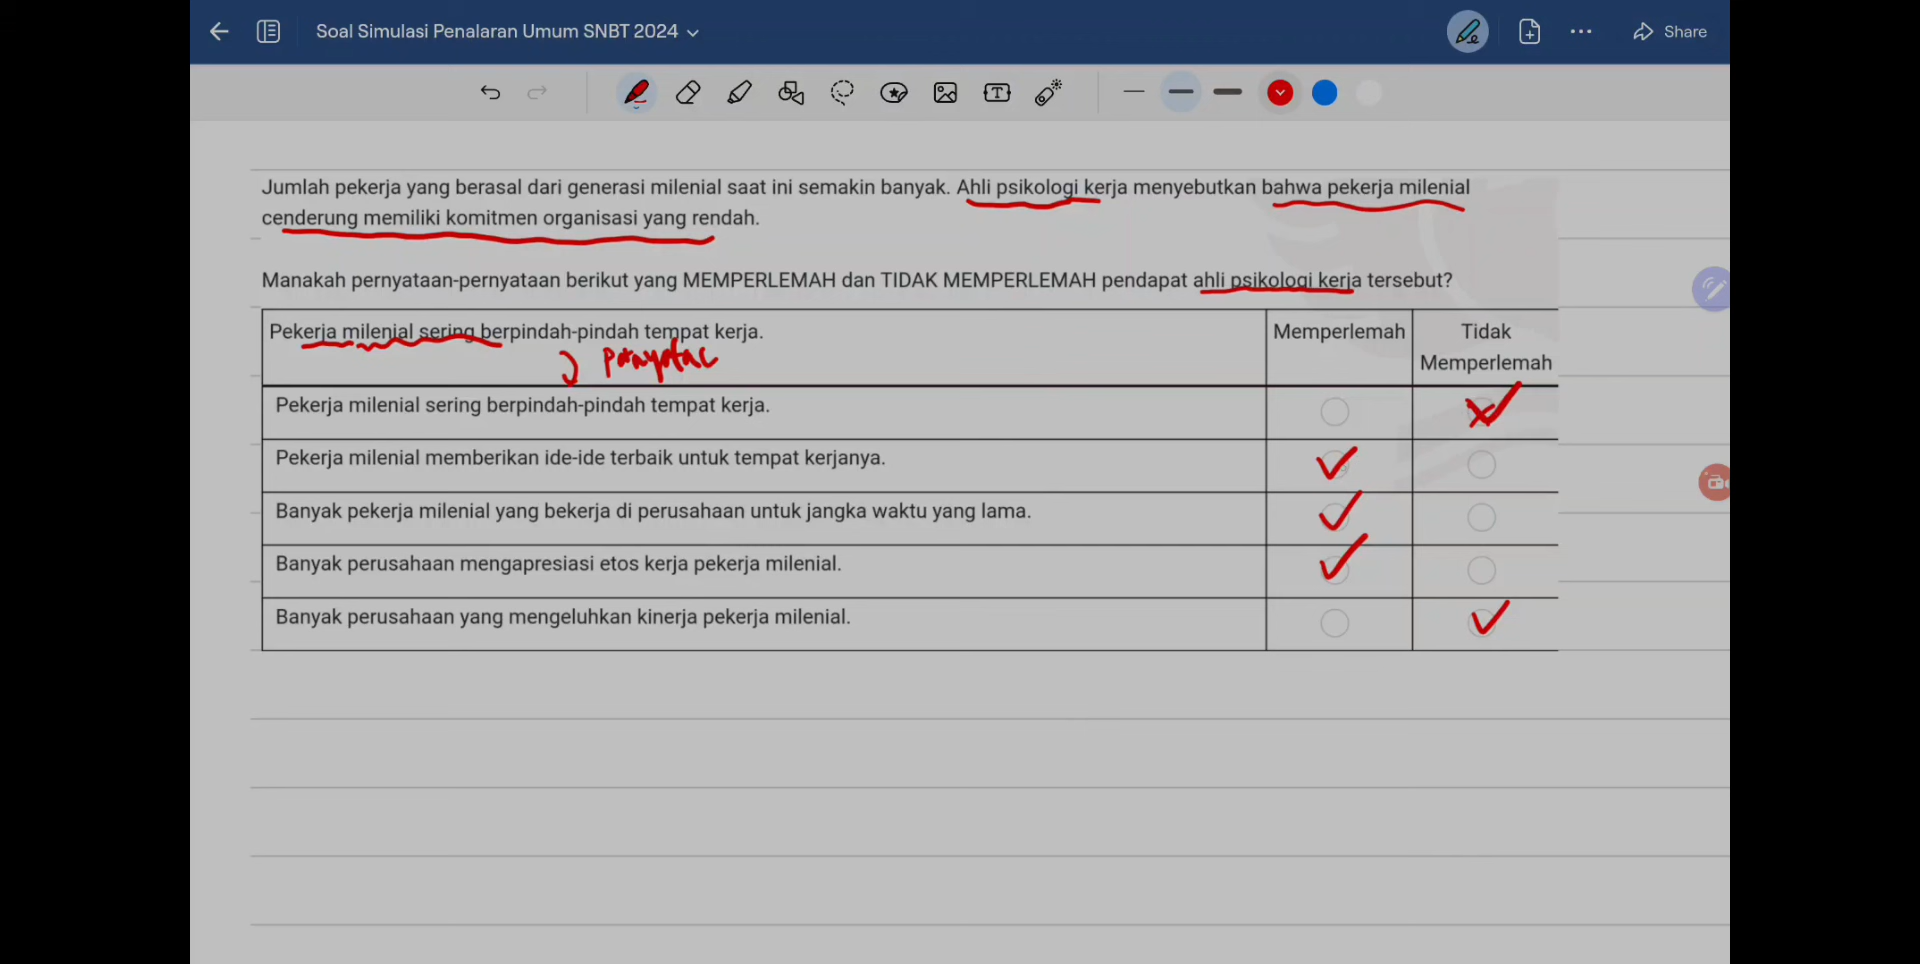 Soal Simulasi Penalaran Umum SNBT 2024
Share
Jumlah pekerja yang berasal dari generasi milenial saat ini semakin banyak. Ahli psikologi kerja menyebutkan bahwa pekerja milenial
cenderung memiliki komitmen organisasi yang rendah.
Manakah pernyataan-pernyataan berikut yang MEMPERLEMAH dan TIDAK MEMPERLEMAH pendapat ahli psikologi kerja tersebut?
Pekerja milenial sering berpindah-pindah tempat kerja.
Memperlemah
Tidak
Memperlemah
Pekerja milenial sering berpindah-pindah tempat kerja.
Pekerja milenial memberikan ide-ide terbaik untuk tempat kerjanya.
Banyak pekerja milenial yang bekerja di perusahaan untuk jangka waktu yang lama.
Banyak perusahaan mengapresiasi etos kerja pekerja milenial.
Banyak perusahaan yang mengeluhkan kinerja pekerja milenial.